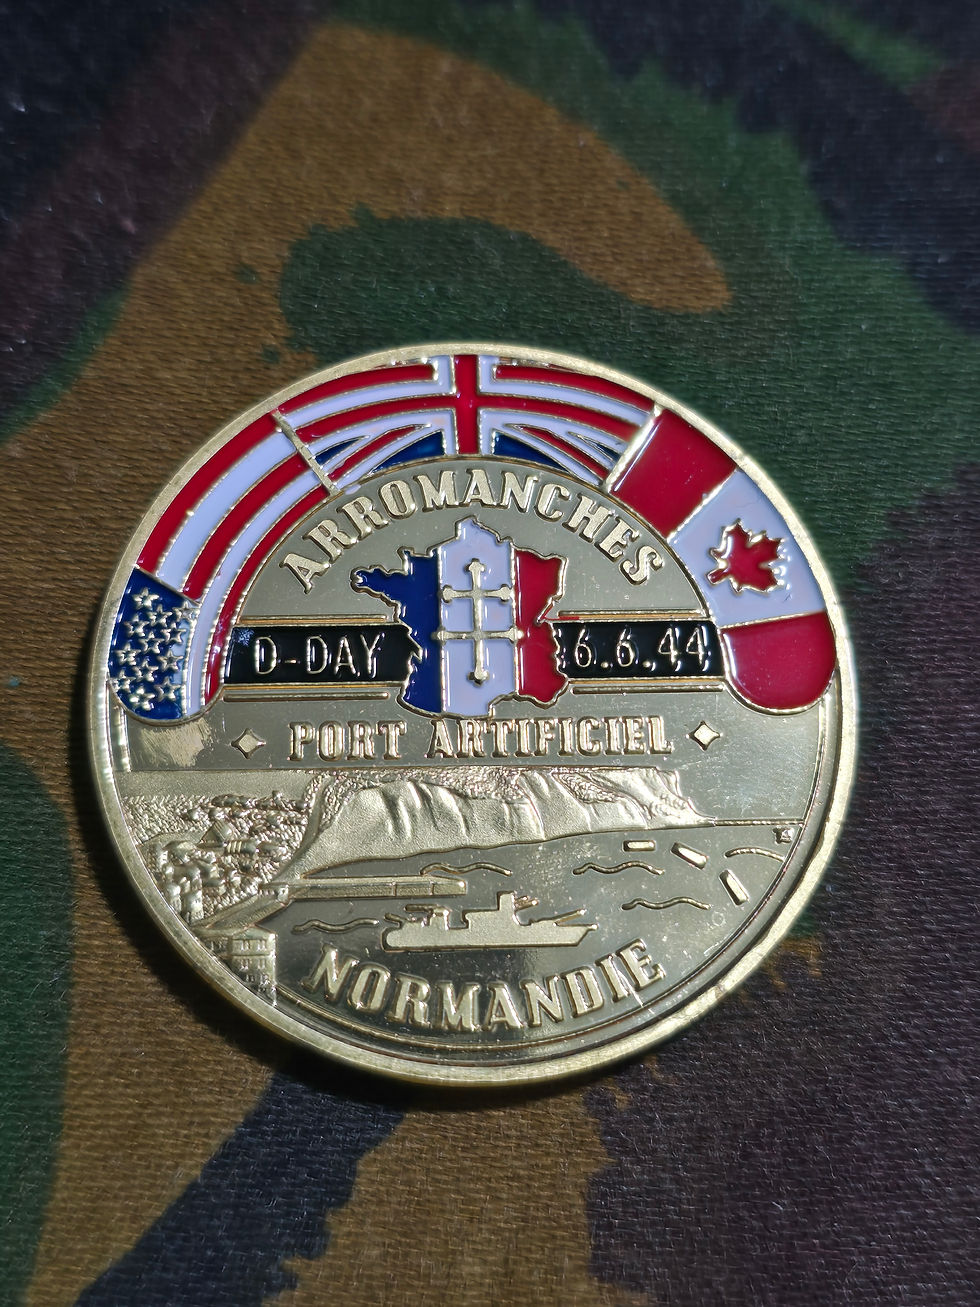 ARROMANCHES
D-DAY 6.6.44
PORT ARTIFICIEL
NORMANDIE